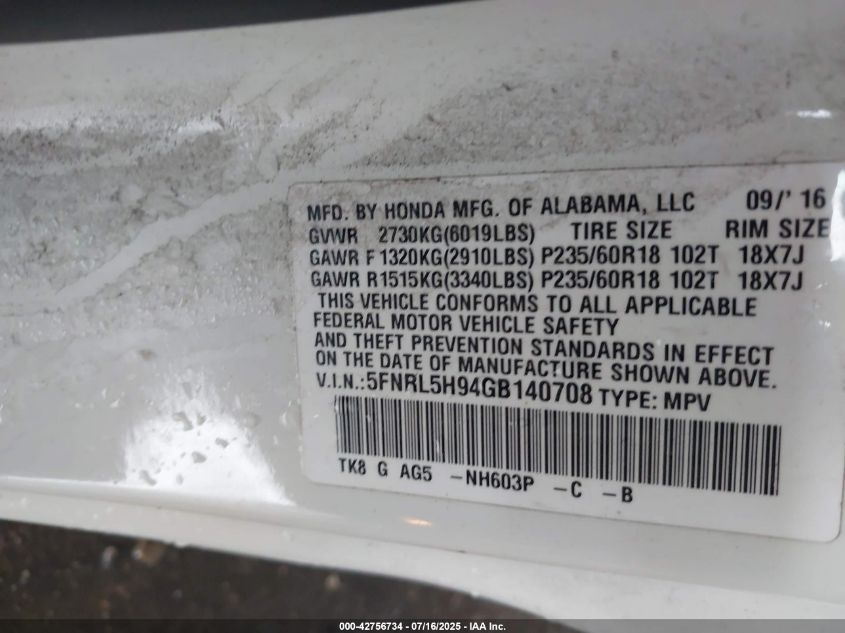 MFD. BY HONDA MFG. OF ALABAMA, LLC 09/' 16
GVWR 2730KG(6019LBS) TIRE SIZE RIM SIZE
GAWR F 1320KG(2910LBS) P235/60R18 102T 18X7J
GAWR R1515KG(3340LBS) P235/60R18 102T 18X7J
THIS VEHICLE CONFORMS TO ALL APPLICABLE
FEDERAL MOTOR VEHICLE SAFETY
AND THEFT PREVENTION STANDARDS IN EFFECT
ON THE DATE OF MANUFACTURE SHOWN ABOVE.
V.I.N.:5FNRL5H94GB140708 TYPE: MPV
TK8 G AG5 -NH603P -C -B
000-42756734 - 07/16/2025 - IAA Inc.